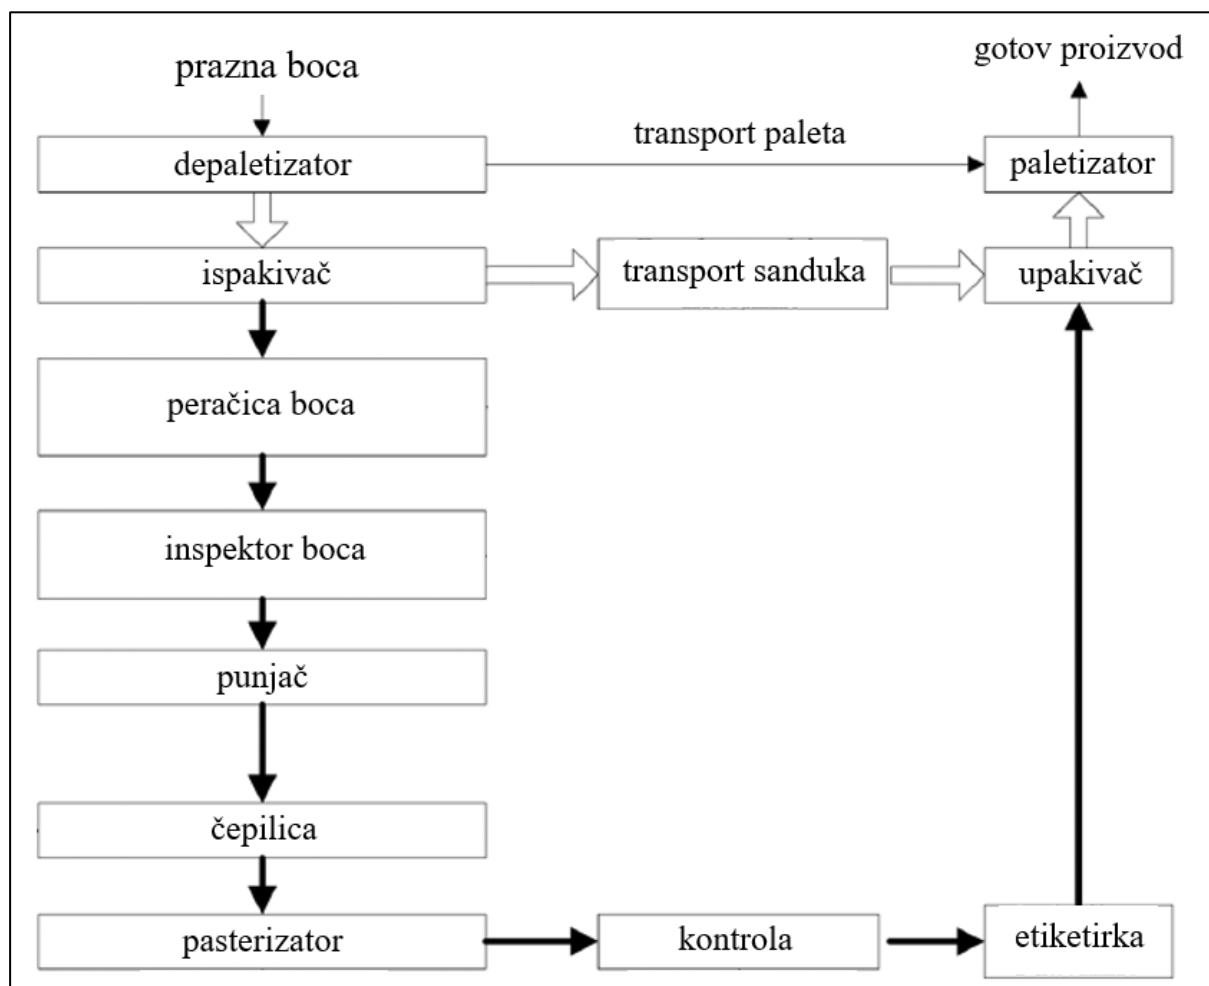 prazna boca
gotov proizvod
depaletizator
transport paleta
paletizator
ispakivač
transport sanduka
upakivač
peračica boca
inspektor boca
punjač
čepilica
pasterizator
kontrola
etiketirka